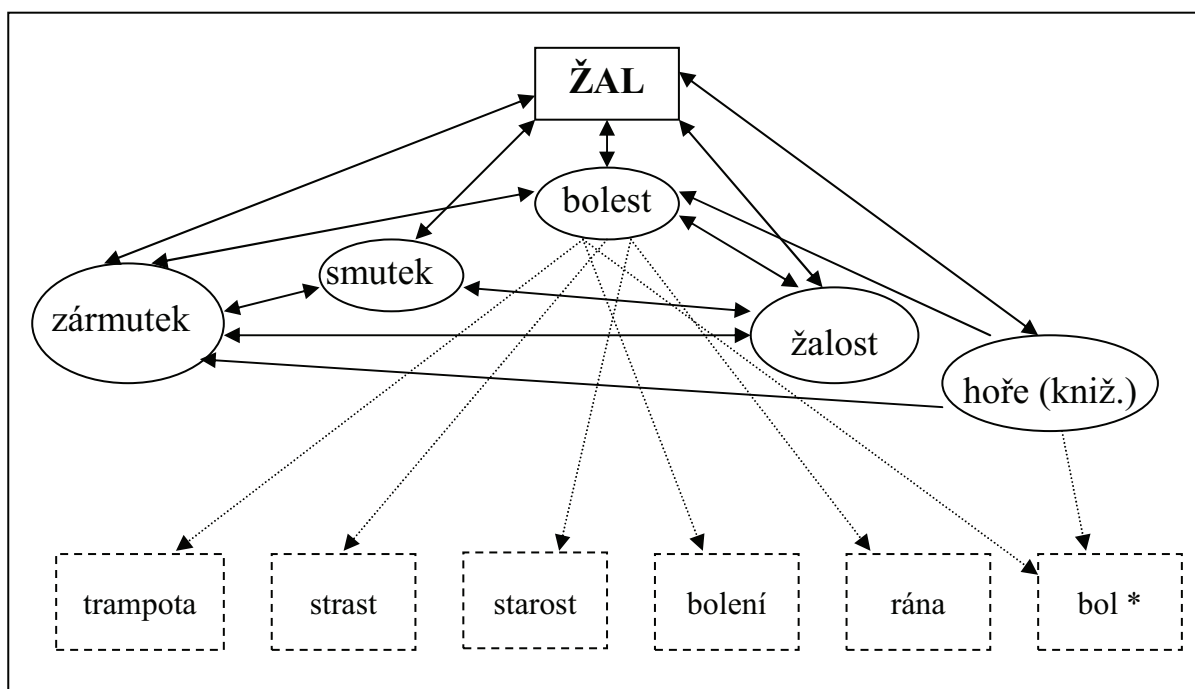 ŽAL
bolest
smutek
zármutek
žalost
hoře (kniž.)
trampota
strast
starost
bolení
rána
bol *